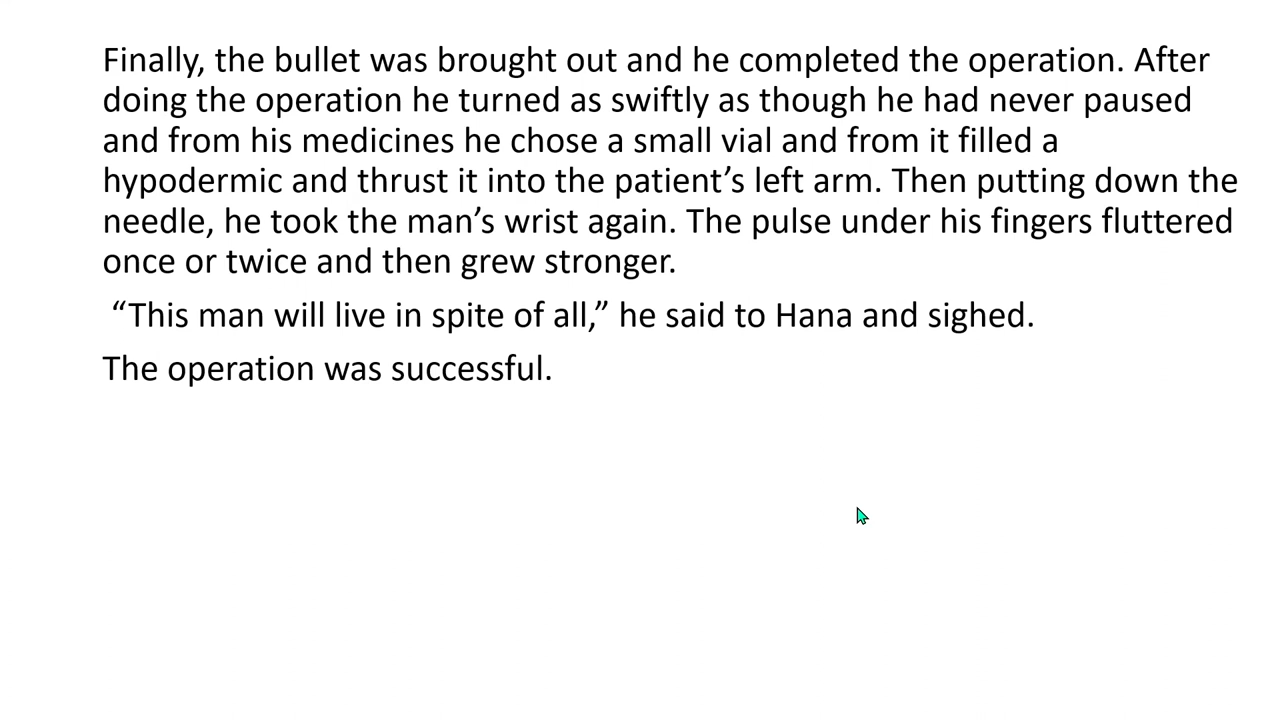 Finally, the bullet was brought out and he completed the operation. After
doing the operation he turned as swiftly as though he had never paused
and from his medicines he chose a small vial and from it filled a
hypodermic and thrust it into the patient’s left arm. Then putting down the
needle, he took the man’s wrist again. The pulse under his fingers fluttered
once or twice and then grew stronger.
“This man will live in spite of all,” he said to Hana and sighed.
The operation was successful.